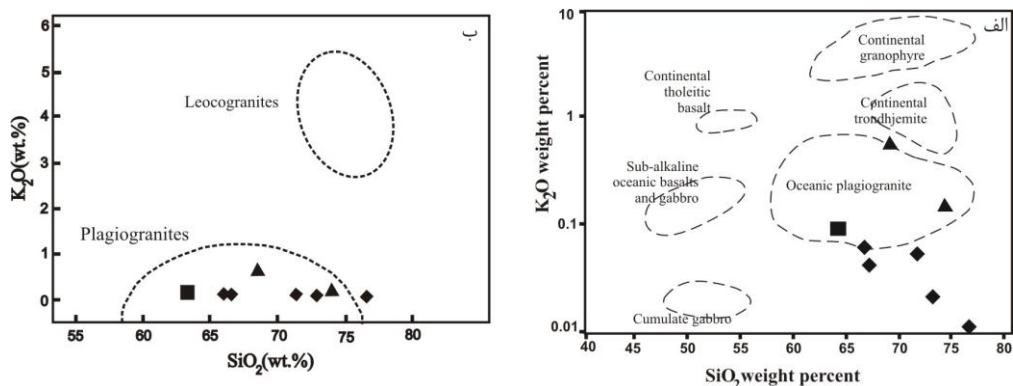 6
5
4
3
2
1
0
K₂O(wt.%)
ب
Leocogranites
Plagiogranites
55
60
65
70
75
80
SiO₂(wt.%)
الف
10
1
0.1
0.01
K₂O weight percent
Continental
granophyre
Continental
tholeitic
basalt
Continental
trondhjemite
Sub-alkaline
oceanic basalts
and gabbro
Oceanic plagiogranite
Cumulate gabbro
40
45
50
55
60
65
70
75
80
SiO₂weight percent